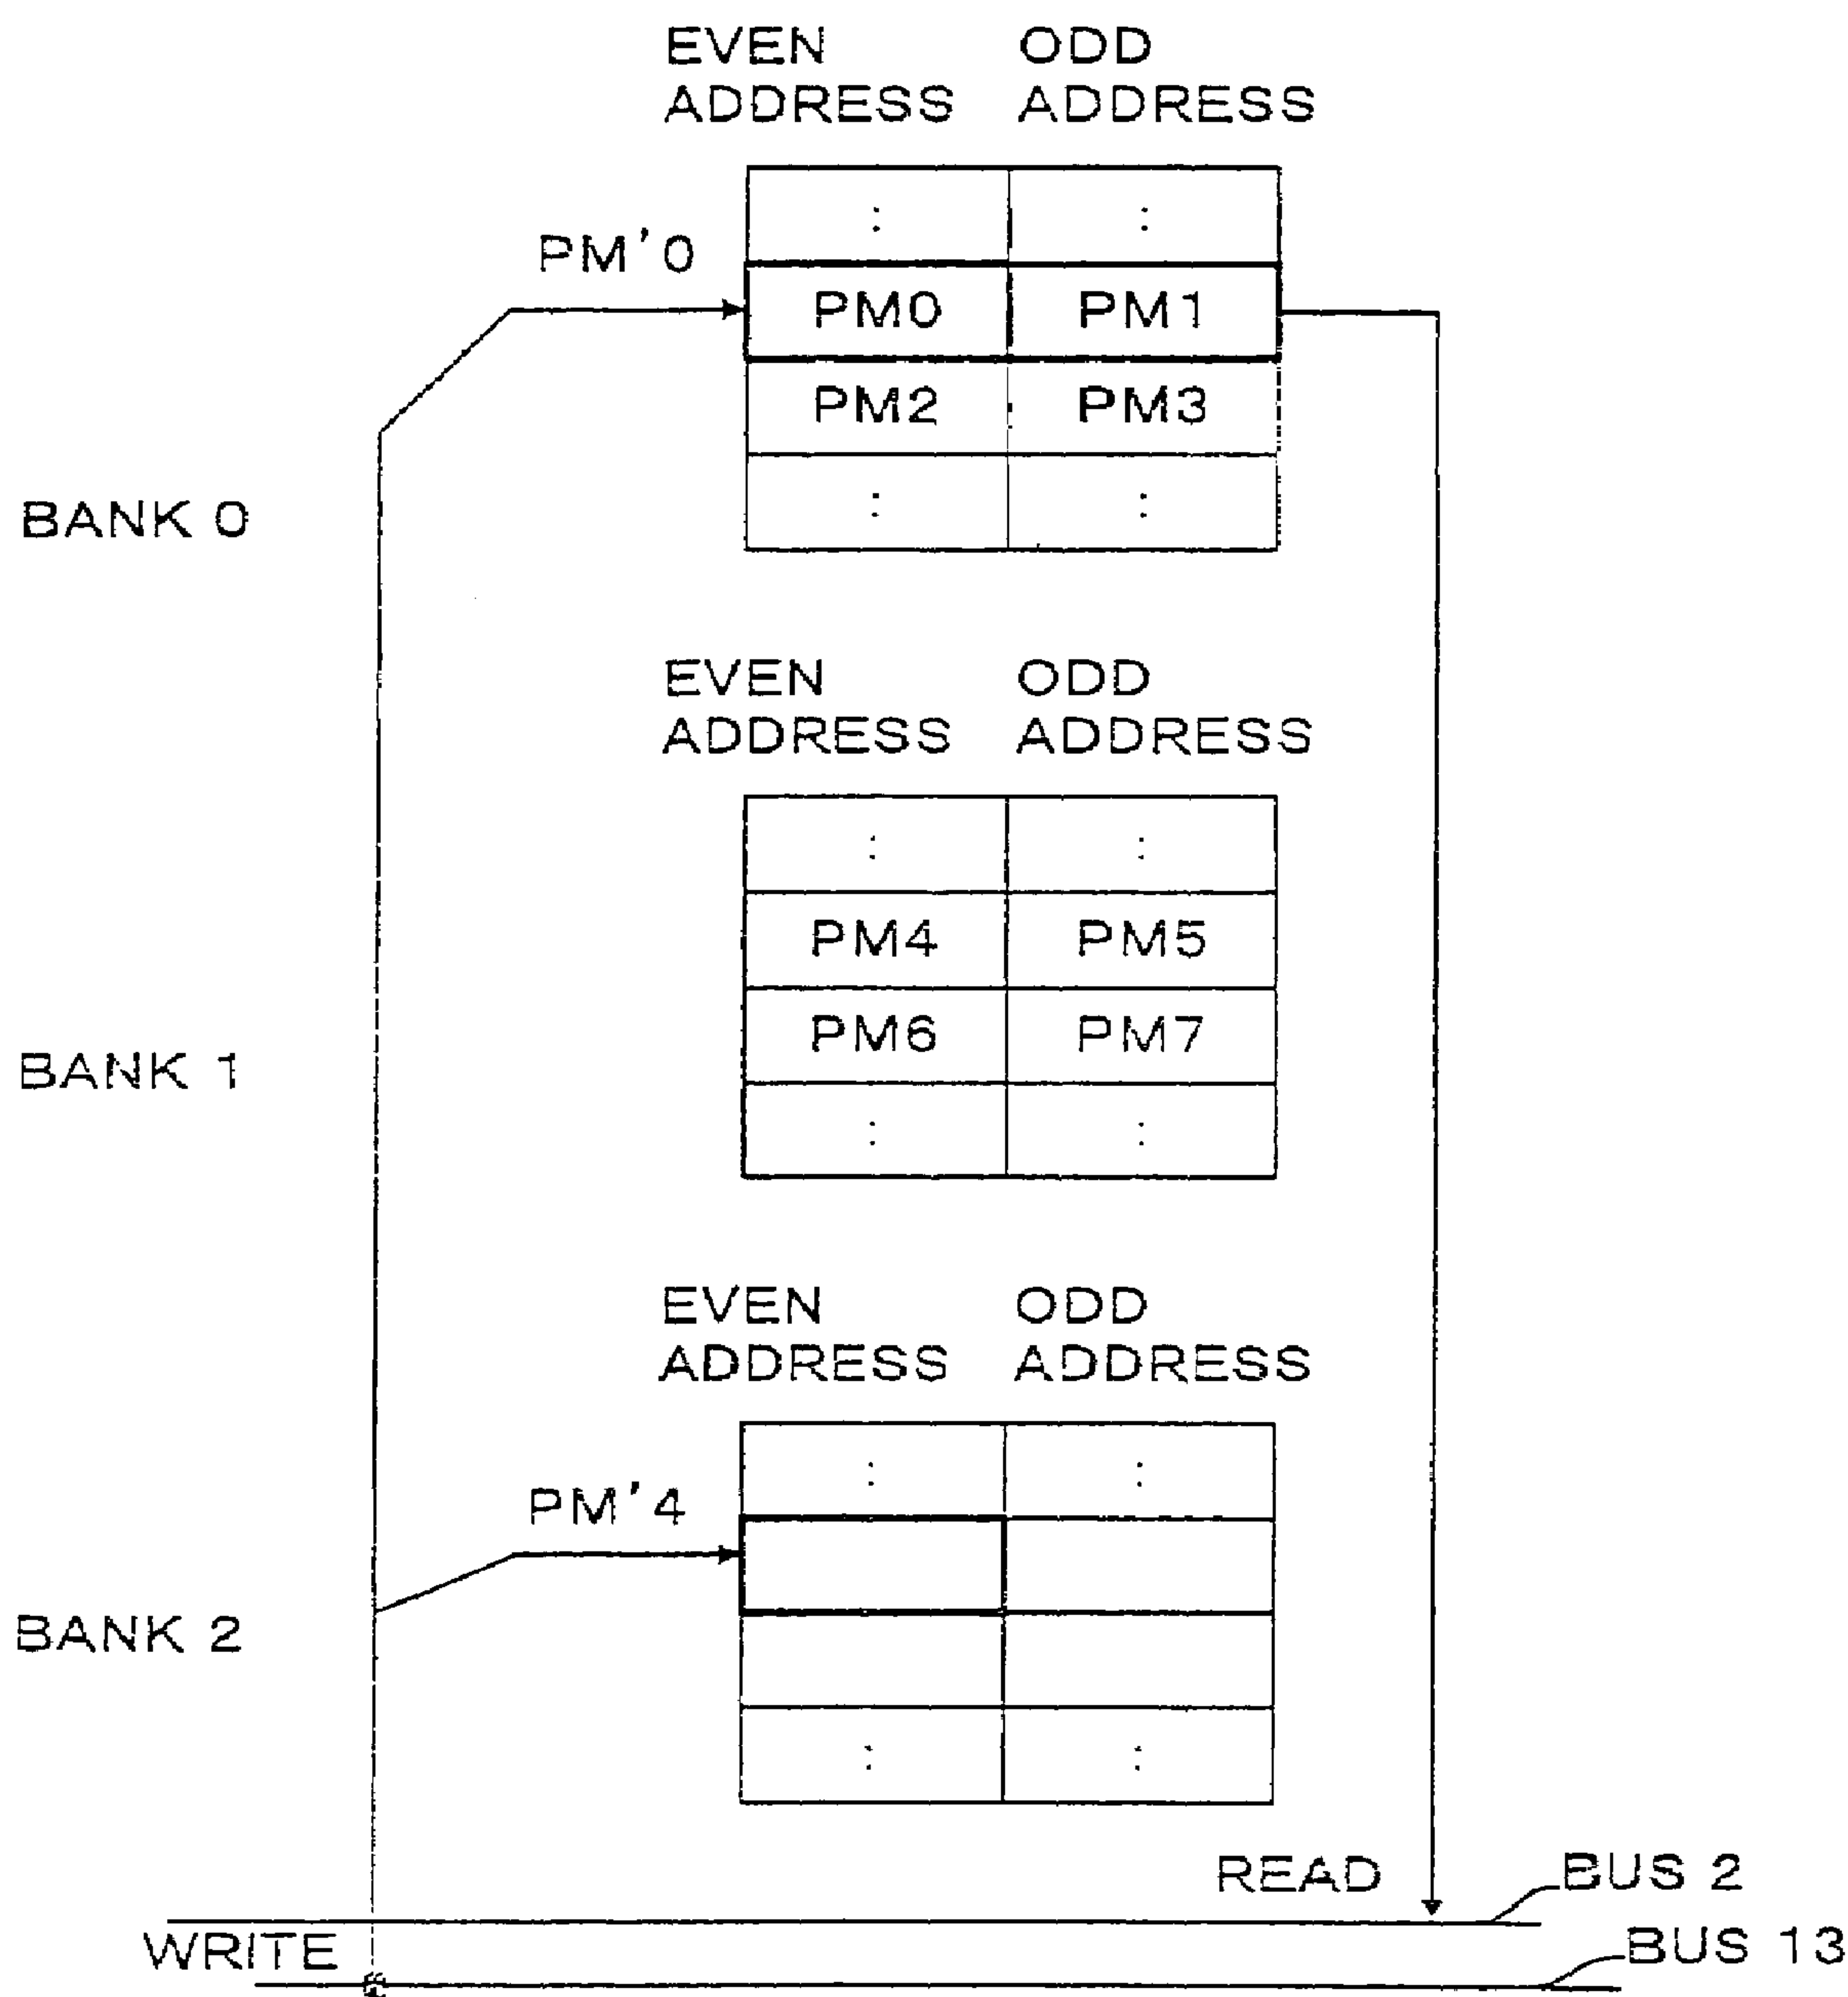 EVEN ODD
ADDRESS ADDRESS
: :
PM'0
PM0 PM1
PM2 PM3
: :
BANK 0
EVEN ODD
ADDRESS ADDRESS
: :
PM4 PM5
PM6 PM7
BANK 1
: :
EVEN ODD
ADDRESS ADDRESS
: :
PM'4
BANK 2
: :
READ BUS 2
WRITE BUS 13